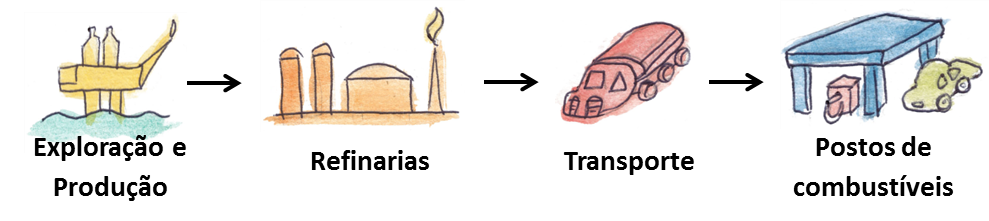 Exploração e
Produção
Refinarias
Transporte
Postos de
combustíveis